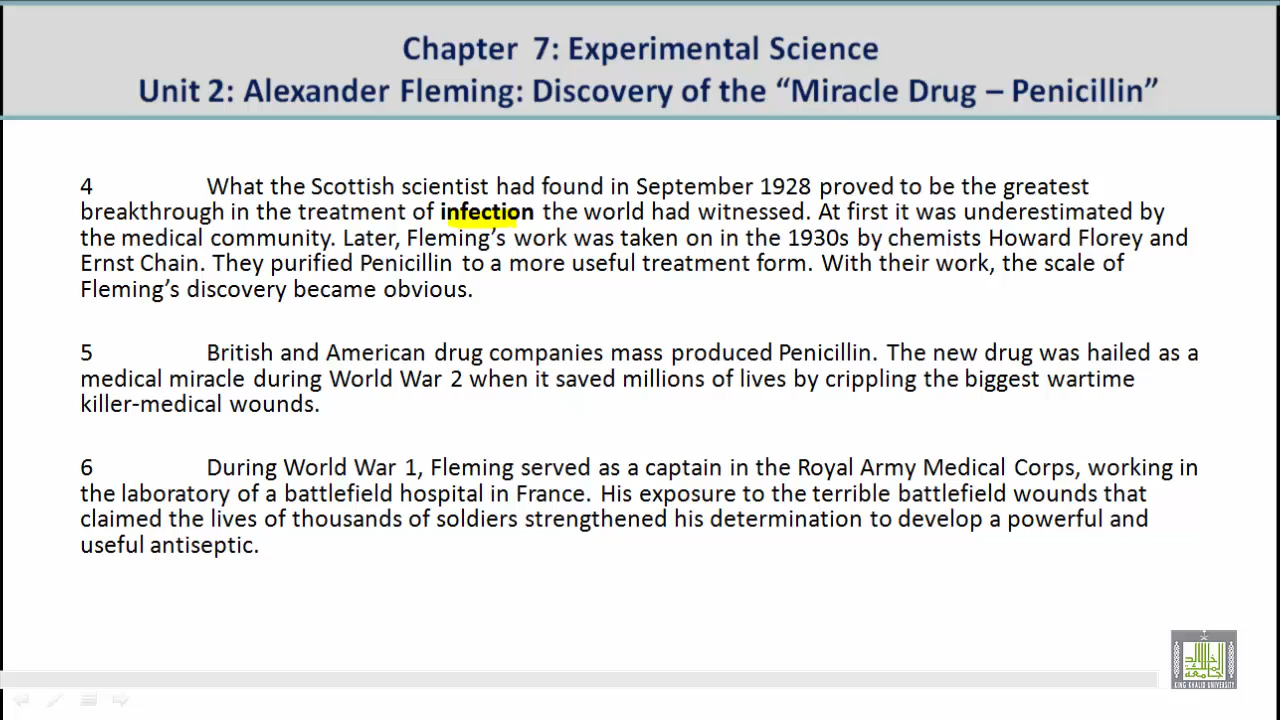 Chapter 7: Experimental Science
Unit 2: Alexander Fleming: Discovery of the “Miracle Drug – Penicillin”
4 What the Scottish scientist had found in September 1928 proved to be the greatest
breakthrough in the treatment of infection the world had witnessed. At first it was underestimated by
the medical community. Later, Fleming’s work was taken on in the 1930s by chemists Howard Florey and
Ernst Chain. They purified Penicillin to a more useful treatment form. With their work, the scale of
Fleming’s discovery became obvious.
5 British and American drug companies mass produced Penicillin. The new drug was hailed as a
medical miracle during World War 2 when it saved millions of lives by crippling the biggest wartime
killer-medical wounds.
6 During World War 1, Fleming served as a captain in the Royal Army Medical Corps, working in
the laboratory of a battlefield hospital in France. His exposure to the terrible battlefield wounds that
claimed the lives of thousands of soldiers strengthened his determination to develop a powerful and
useful antiseptic.
KING KHALID UNIVERSITY